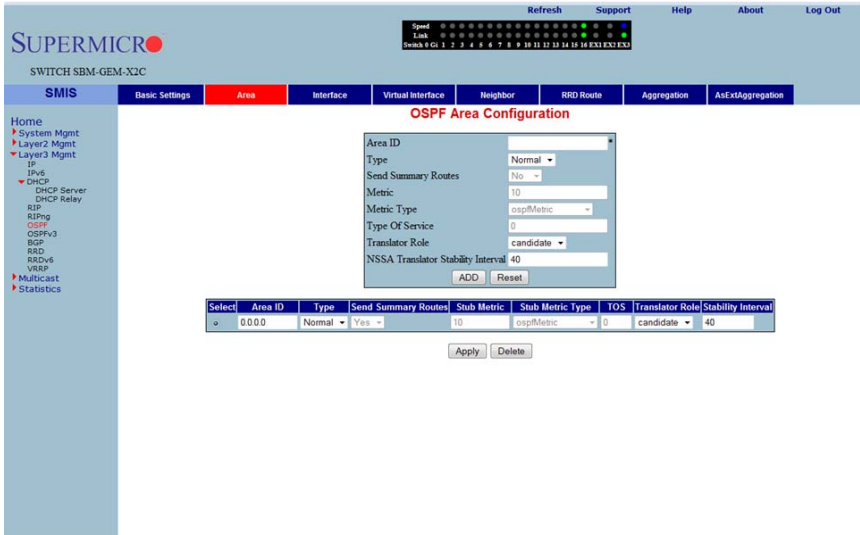 Refresh Support Help About Log Out
SUPERMICRO
Speed
Link
Switch 0 Gi 1 2 3 4 5 6 7 8 9 10 11 12 13 14 15 16 EX1 EX2 EX3
SWITCH SBM-GEM-X2C
SMIS
Basic Settings Area Interface Virtual Interface Neighbor RRD Route Aggregation AsExtAggregation
Home
System Mgmt
Layer2 Mgmt
Layer3 Mgmt
IP
IPv6
DHCP
DHCP Server
DHCP Relay
RIP
RIPng
OSPF
OSPFv3
BGP
RRD
RRDv6
VRRP
Multicast
Statistics
OSPF Area Configuration
Area ID *
Type Normal
Send Summary Routes No
Metric 10
Metric Type ospfMetric
Type Of Service 0
Translator Role candidate
NSSA Translator Stability Interval 40
ADD Reset
Select Area ID Type Send Summary Routes Stub Metric Stub Metric Type TOS Translator Role Stability Interval
0.0.0.0 Normal Yes 10 ospfMetric 0 candidate 40
Apply Delete